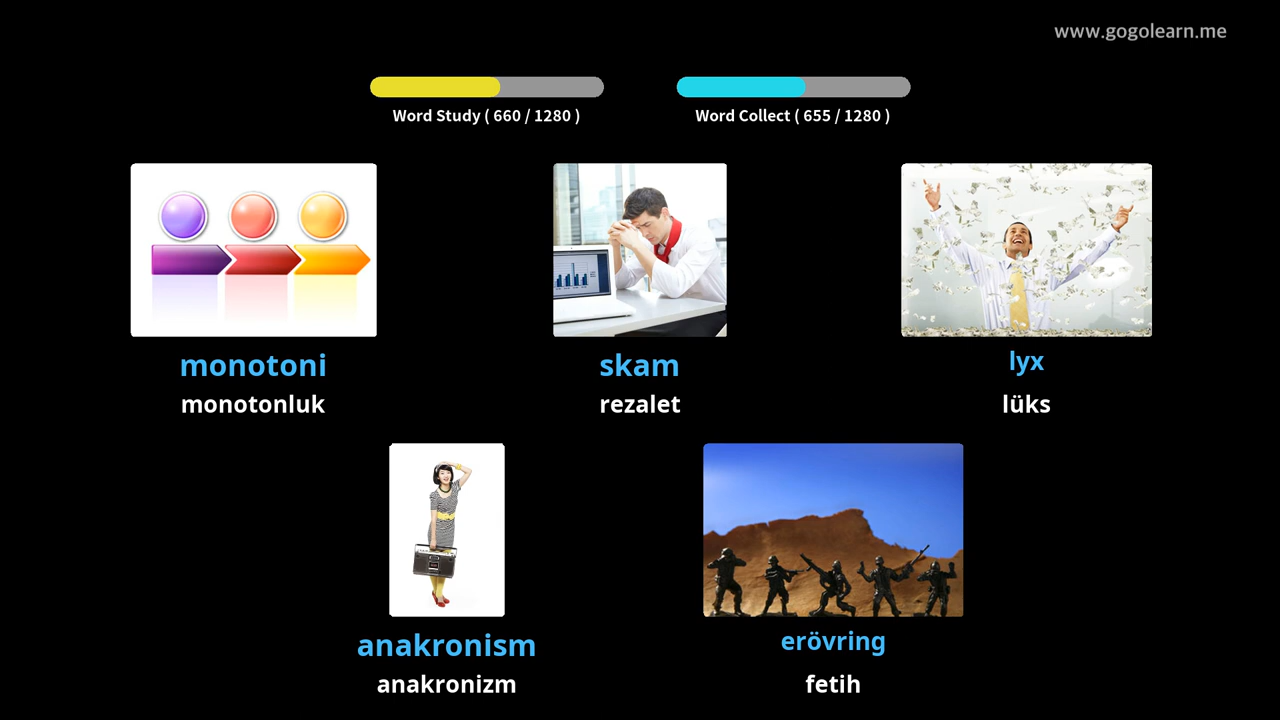 www.gogolearn.me
Word Study ( 660 / 1280 )
Word Collect ( 655 / 1280 )
monotoni
monotonluk
skam
rezalet
lyx
lüks
anakronism
anakronizm
erövring
fetih